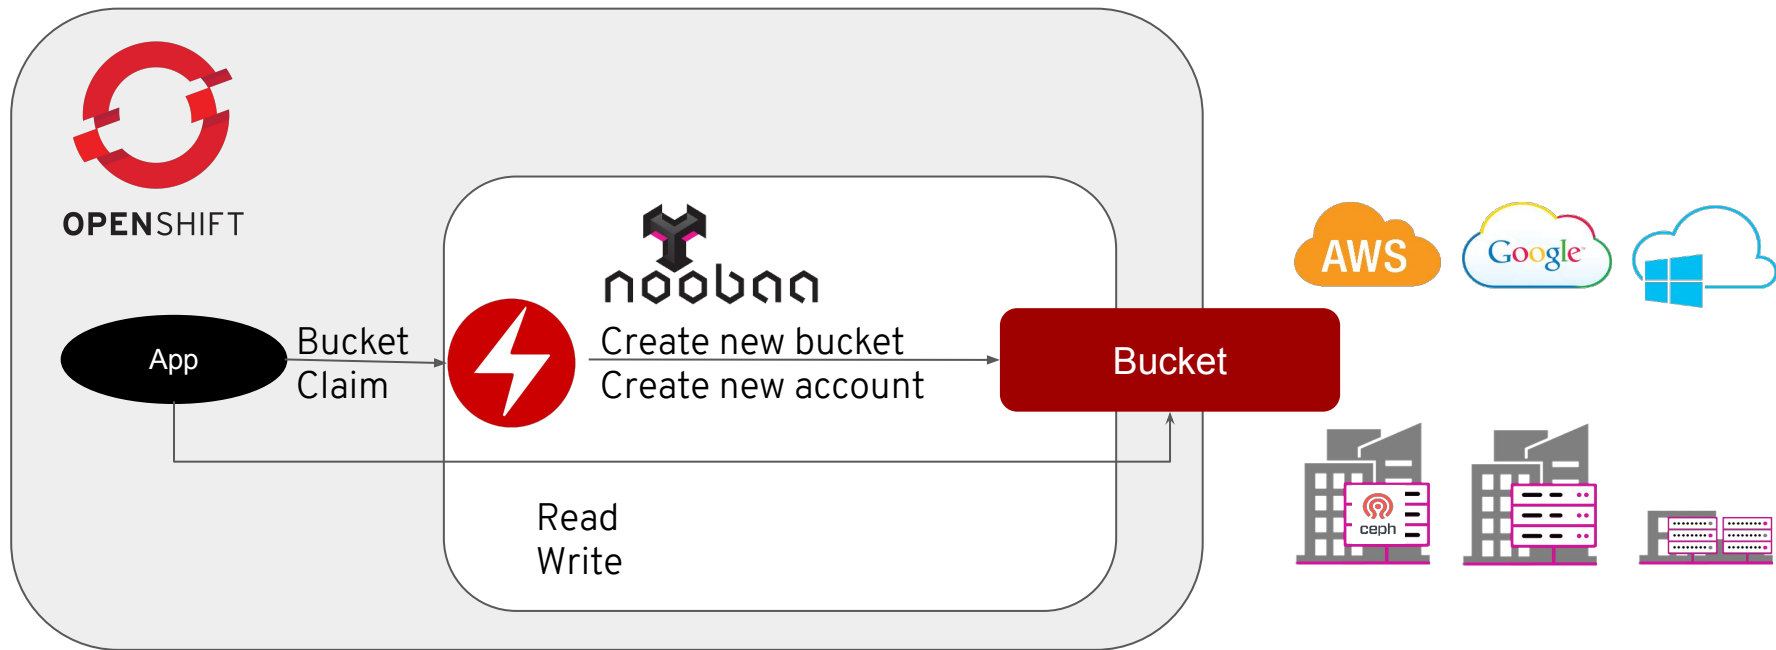 OPENSHIFT
noobaa
AWS
Google
App
Bucket
Claim
Create new bucket
Create new account
Bucket
Read
Write
ceph